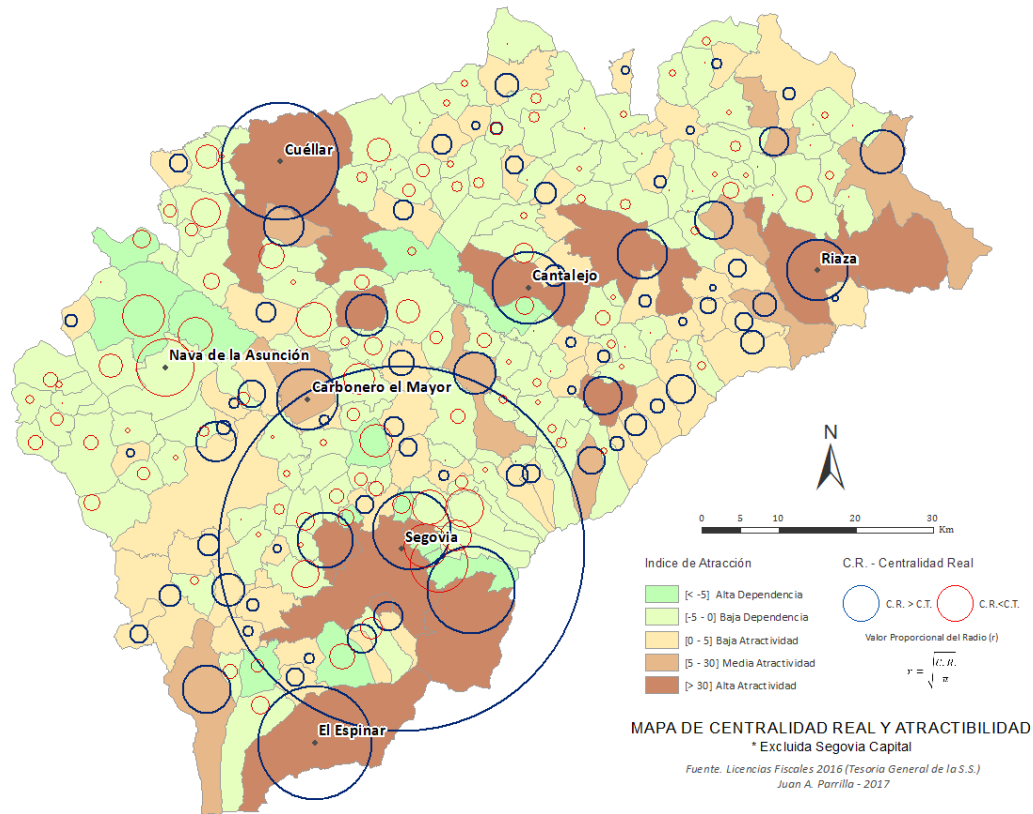 Cuéllar
Cantalejo
Riaza
Nava de la Asunción
Carbonero el Mayor
Segovia
El Espinar
N
0 5 10 20 30
Km
Indice de Atracción
[< -5] Alta Dependencia
[-5 - 0] Baja Dependencia
[0 - 5] Baja Atractividad
[5 - 30] Media Atractividad
[> 30] Alta Atractividad
C.R. - Centralidad Real
C.R. > C.T.
C.R.<C.T.
Valor Proporcional del Radio (r)
r = √(C.R./π)
MAPA DE CENTRALIDAD REAL Y ATRACTIBILIDAD
* Excluida Segovia Capital
Fuente. Licencias Fiscales 2016 (Tesoria General de la S.S.)
Juan A. Parrilla - 2017